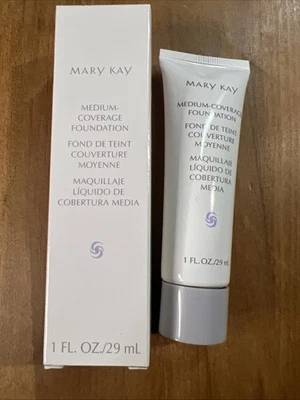 MARY KAY
MEDIUM-
COVERAGE
FOUNDATION
FOND DE TEINT
COUVERTURE
MOYENNE
MAQUILLAJE
LÍQUIDO DE
COBERTURA MEDIA
1 FL. OZ./29 mL
MARY KAY
MEDIUM-COVERAGE
FOUNDATION
FOND DE TEINT
COUVERTURE
MOYENNE
MAQUILLAJE
LÍQUIDO DE
COBERTURA
MEDIA
1 FL. OZ./29 mL